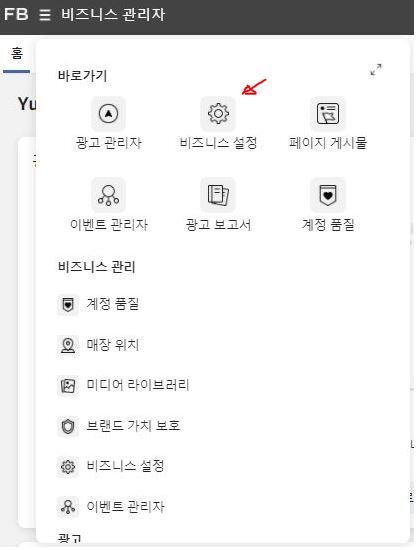 FB 비즈니스 관리자
홈
바로가기
Yu
광고 관리자 비즈니스 설정 페이지 게시물
이벤트 관리자 광고 보고서 계정 품질
비즈니스 관리
계정 품질
매장 위치
미디어 라이브러리
브랜드 가치 보호
비즈니스 설정
이벤트 관리자
광고